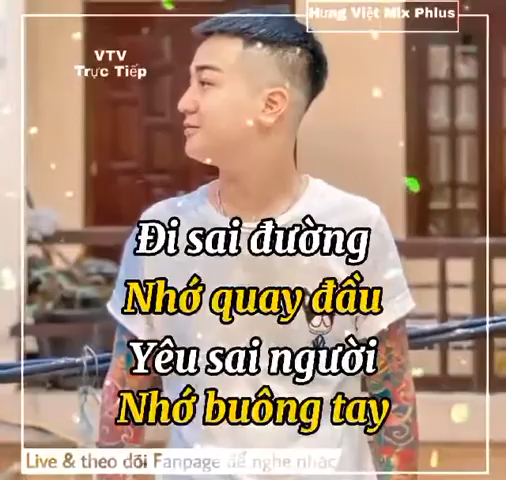 Hưng Việt Mix Phlus
VTV
Trực Tiếp
Đi sai đường
Nhớ quay đầu
Yêu sai người
Nhớ buông tay
Live & theo dõi Fanpage để nghe nhạc